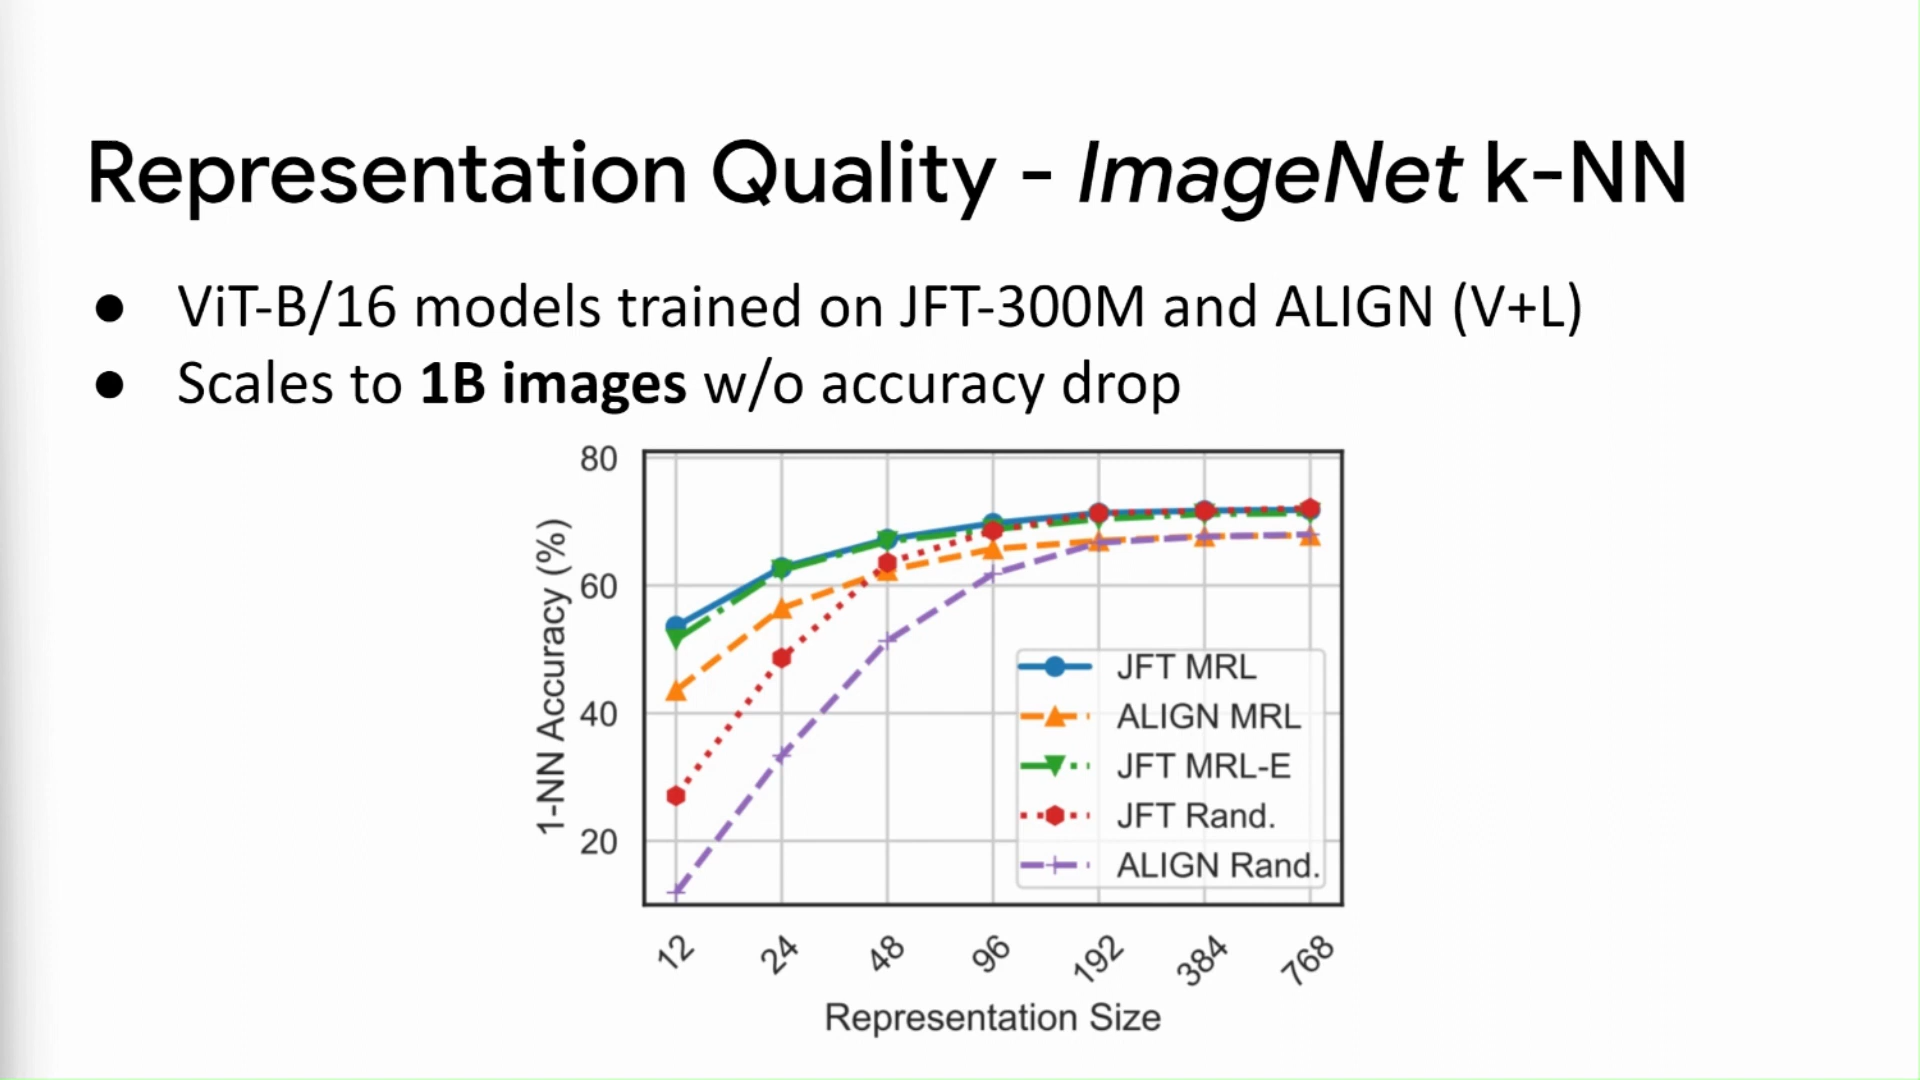 Representation Quality - ImageNet k-NN
● ViT-B/16 models trained on JFT-300M and ALIGN (V+L)
● Scales to 1B images w/o accuracy drop
80
60
40
20
1-NN Accuracy (%)
JFT MRL
ALIGN MRL
JFT MRL-E
JFT Rand.
ALIGN Rand.
12 24 48 96 192 384 768
Representation Size